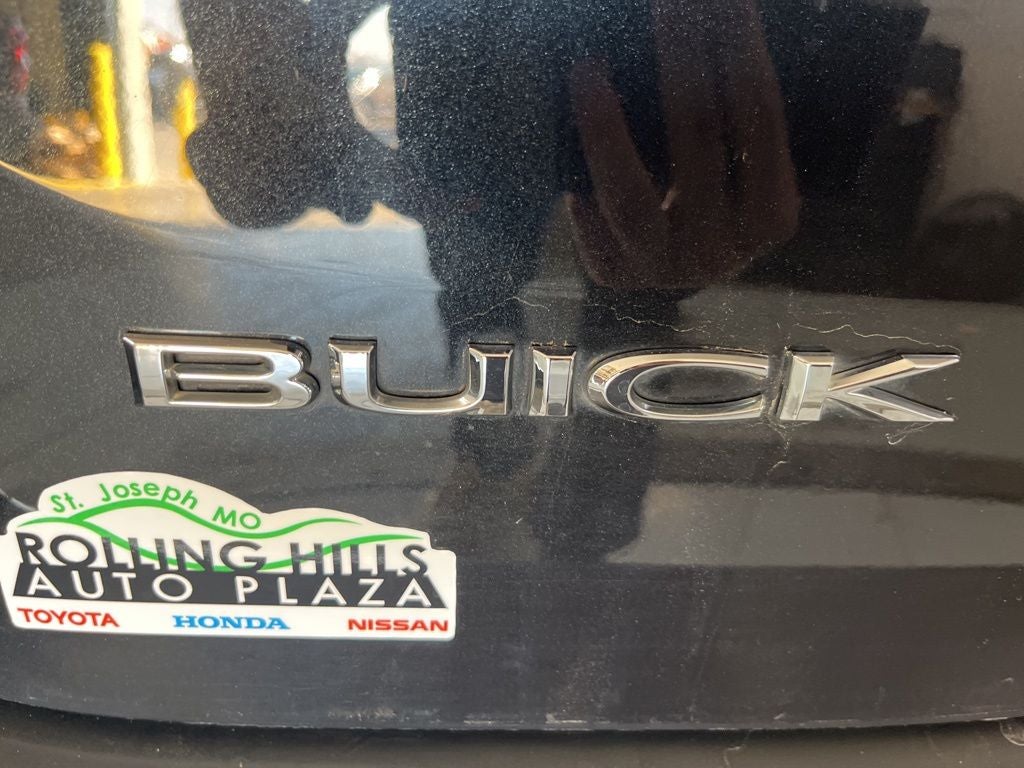 BUICK
St. Joseph MO
ROLLING HILLS
AUTO PLAZA
TOYOTA HONDA NISSAN